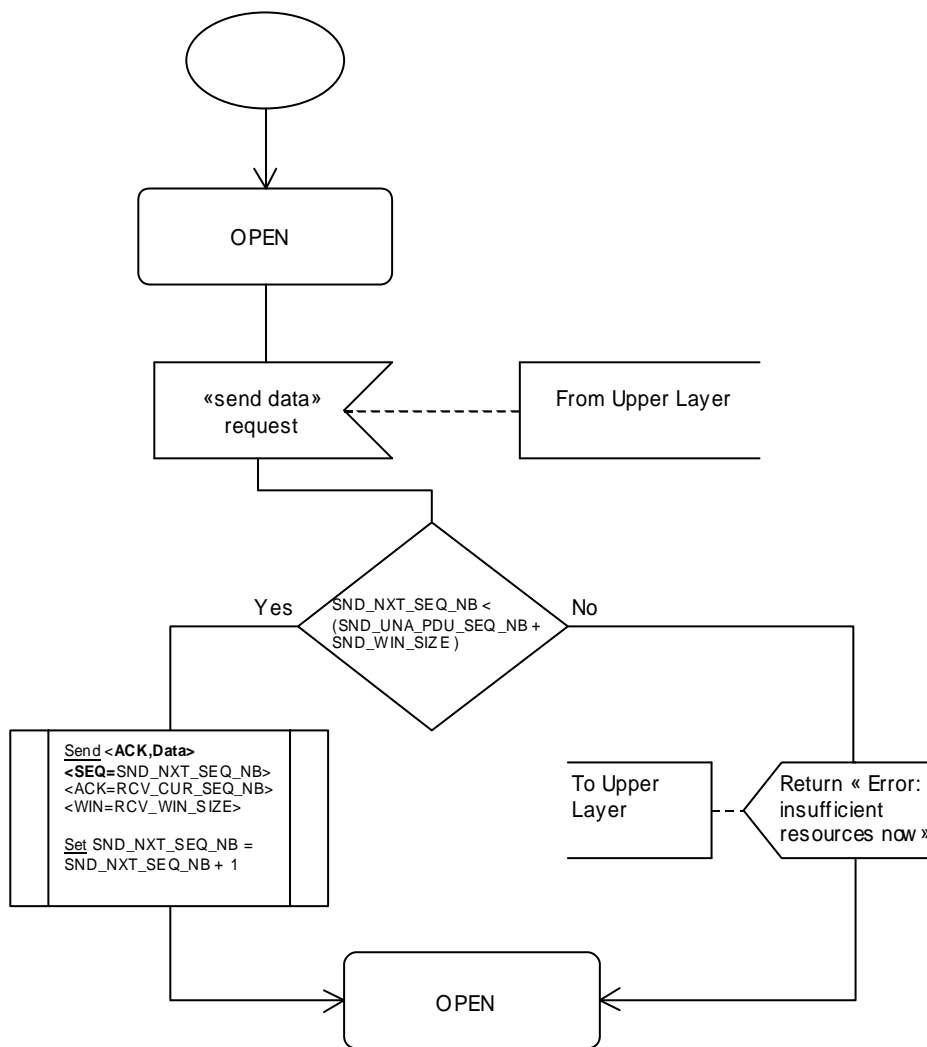 OPEN
«send data»
request
From Upper Layer
Yes
SND_NXT_SEQ_NB <
(SND_UNA_PDU_SEQ_NB +
SND_WIN_SIZE )
No
Send <ACK,Data>
<SEQ=SND_NXT_SEQ_NB>
<ACK=RCV_CUR_SEQ_NB>
<WIN=RCV_WIN_SIZE>
Set SND_NXT_SEQ_NB =
SND_NXT_SEQ_NB + 1
To Upper
Layer
Return « Error:
insufficient
resources now »
OPEN